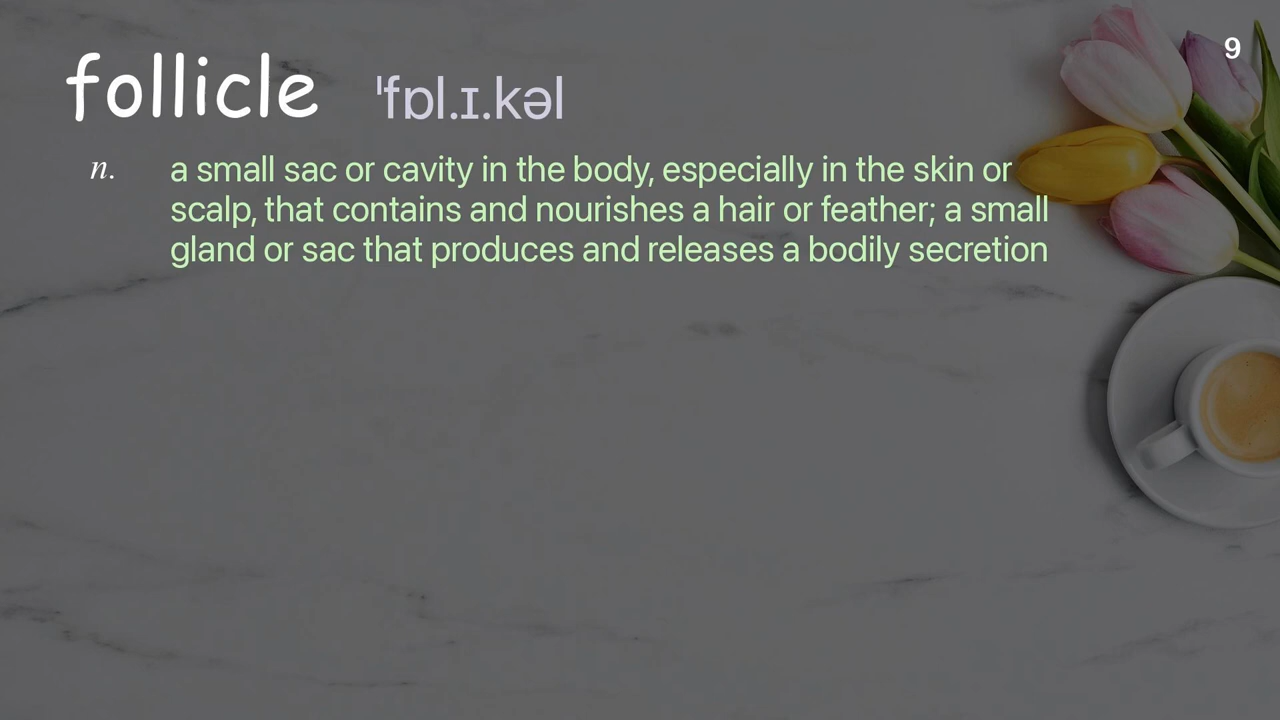 9
follicle ˈfɒl.ɪ.kəl
n. a small sac or cavity in the body, especially in the skin or
scalp, that contains and nourishes a hair or feather; a small
gland or sac that produces and releases a bodily secretion